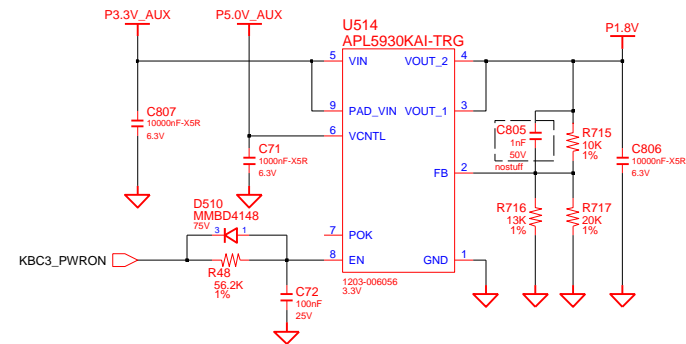 P3.3V_AUX
P5.0V_AUX
U514
APL5930KAI-TRG
P1.8V
5
VIN
VOUT_2
4
9
PAD_VIN
VOUT_1
3
6
VCNTL
C807
10000nF-X5R
6.3V
C71
1000nF-X5R
6.3V
C805
1nF
50V
nostuff
R715
10K
1%
C806
10000nF-X5R
6.3V
FB
2
R716
13K
1%
R717
20K
1%
D510
MMBD4148
75V
3
1
7
POK
KBC3_PWRON
8
EN
GND
1
R48
56.2K
1%
1203-006056
3.3V
C72
100nF
25V